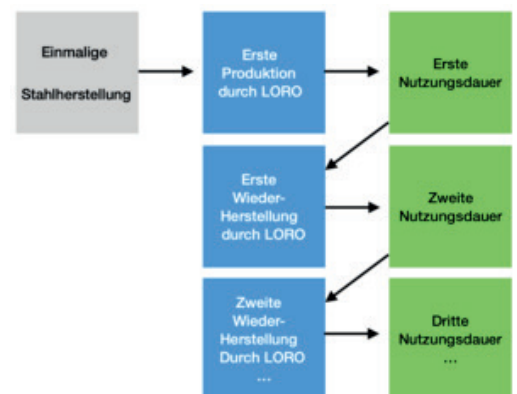 Einmalige
Stahlherstellung
Erste
Produktion
durch LORO
Erste
Nutzungsdauer
Erste
Wieder-
Herstellung
durch LORO
Zweite
Nutzungsdauer
Zweite
Wieder-
Herstellung
Durch LORO
...
Dritte
Nutzungsdauer
...